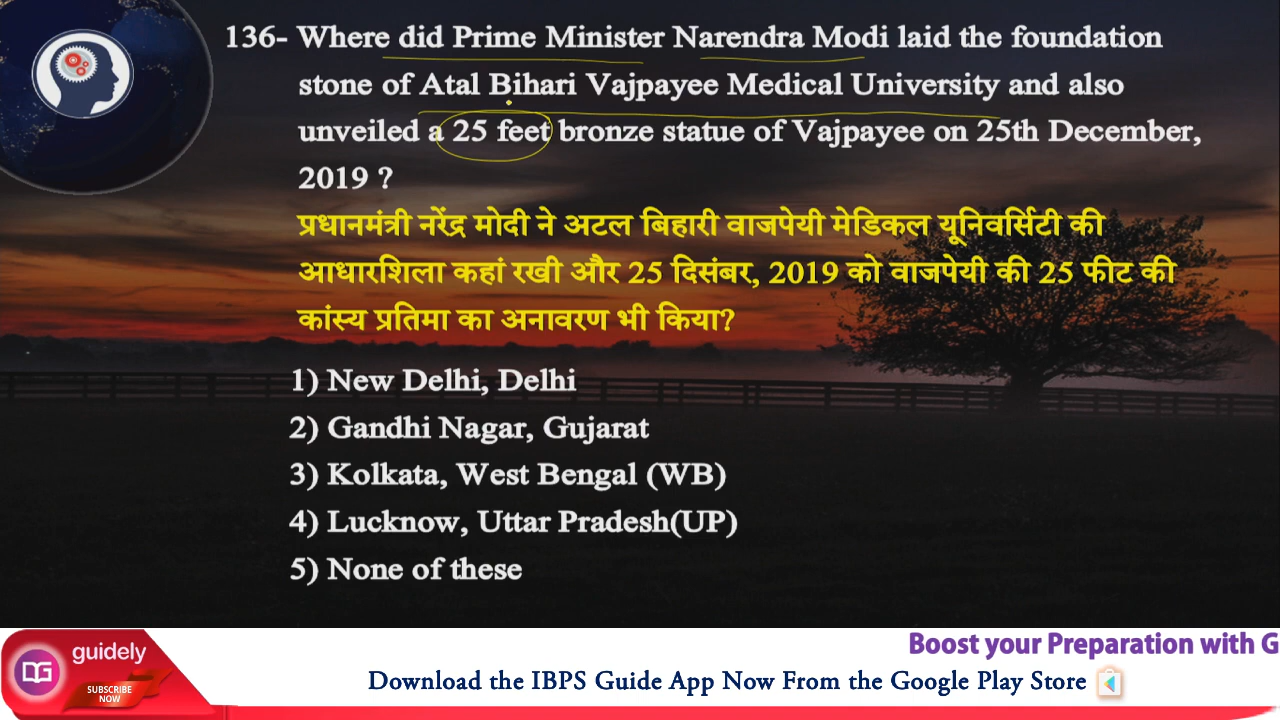 136- Where did Prime Minister Narendra Modi laid the foundation
stone of Atal Bihari Vajpayee Medical University and also
unveiled a 25 feet bronze statue of Vajpayee on 25th December,
2019 ?
प्रधानमंत्री नरेंद्र मोदी ने अटल बिहारी वाजपेयी मेडिकल यूनिवर्सिटी की
आधारशिला कहां रखी और 25 दिसंबर, 2019 को वाजपेयी की 25 फीट की
कांस्य प्रतिमा का अनावरण भी किया?
1) New Delhi, Delhi
2) Gandhi Nagar, Gujarat
3) Kolkata, West Bengal (WB)
4) Lucknow, Uttar Pradesh(UP)
5) None of these
Boost your Preparation with G
guidely
Download the IBPS Guide App Now From the Google Play Store
SUBSCRIBE
NOW